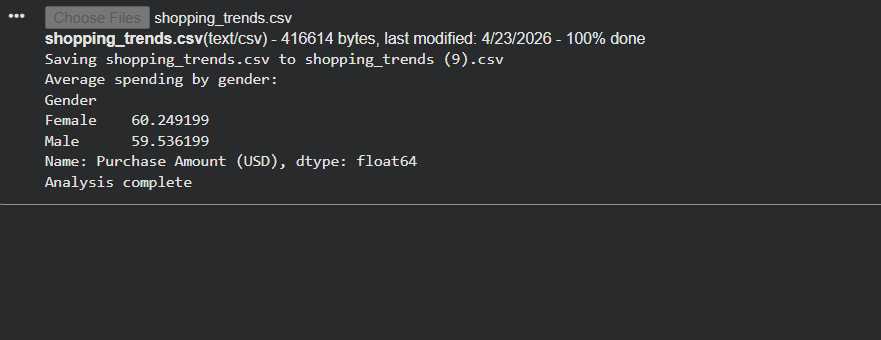 Choose Files shopping_trends.csv
shopping_trends.csv(text/csv) - 416614 bytes, last modified: 4/23/2026 - 100% done
Saving shopping_trends.csv to shopping_trends (9).csv
Average spending by gender:
Gender
Female    60.249199
Male      59.536199
Name: Purchase Amount (USD), dtype: float64
Analysis complete